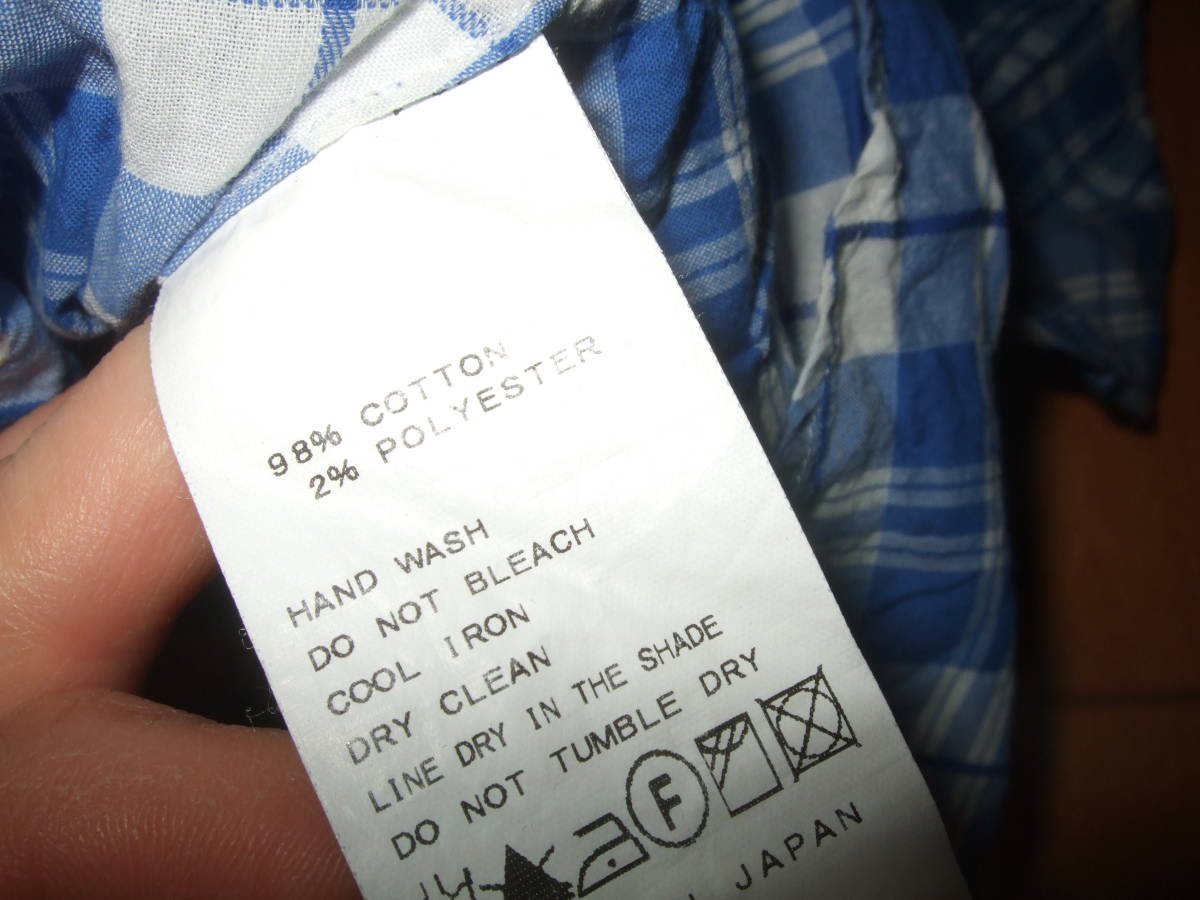 98% COTTON
2% POLYESTER
HAND WASH
DO NOT BLEACH
COOL IRON
DRY CLEAN
LINE DRY IN THE SHADE
DO NOT TUMBLE DRY
F
JAPAN